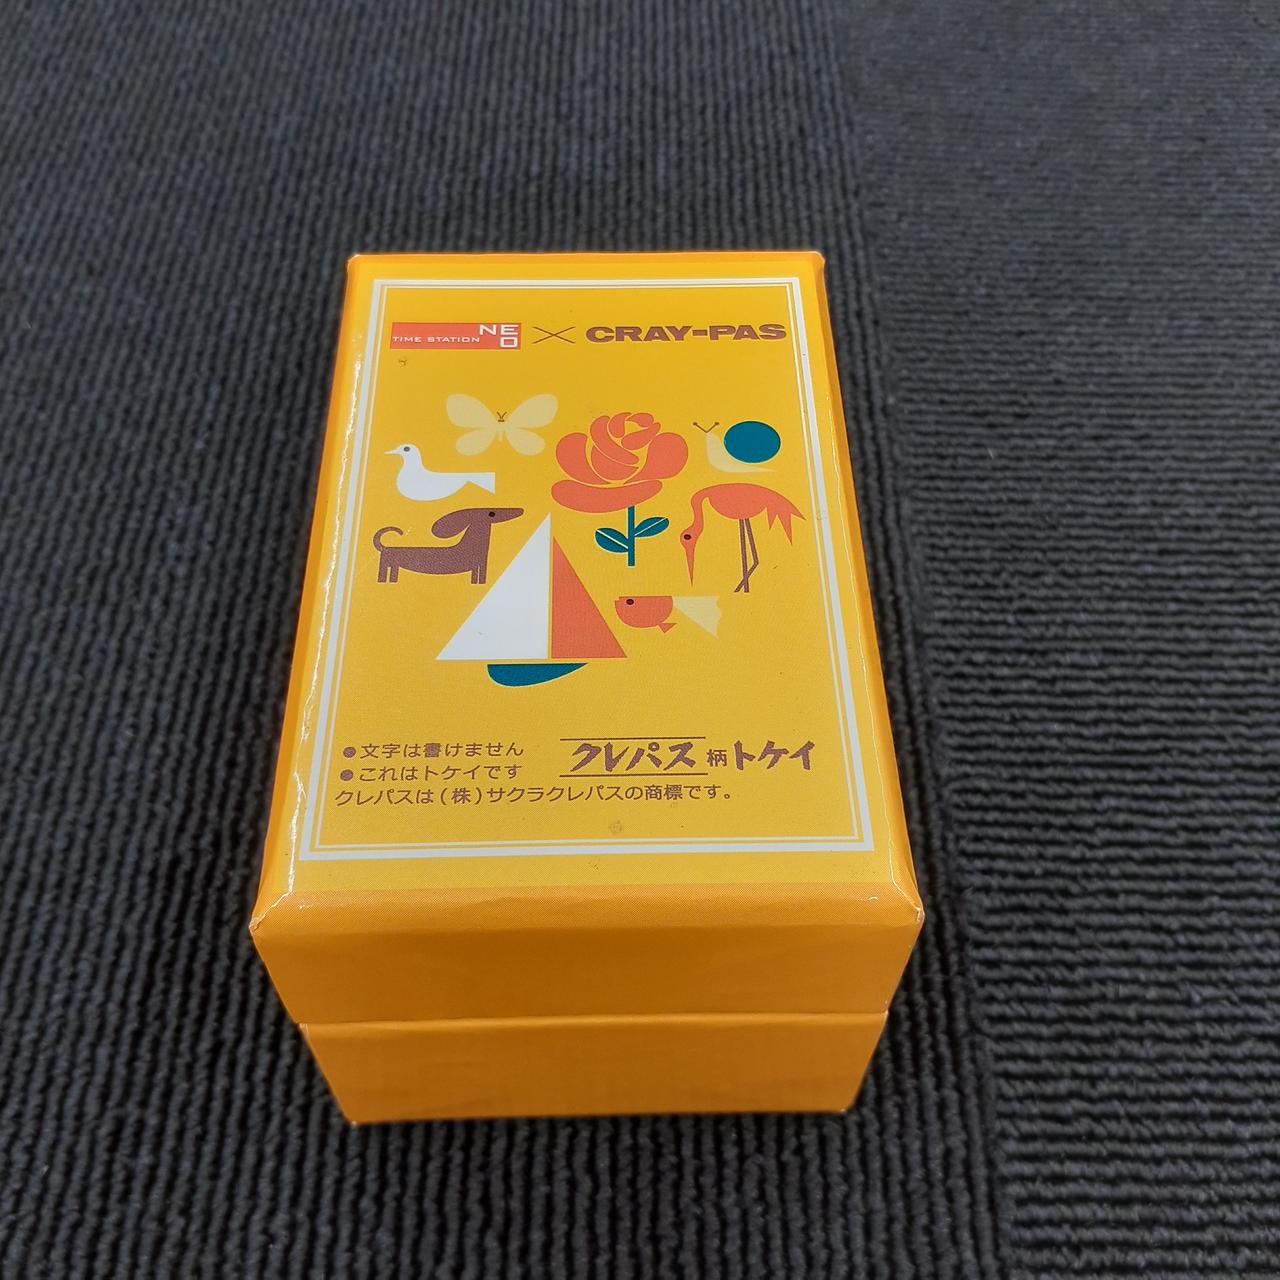 TIME STATION NEO × CRAY-PAS
●文字は書けません
●これはトケイです
クレパス柄トケイ
クレパスは(株)サクラクレパスの商標です。